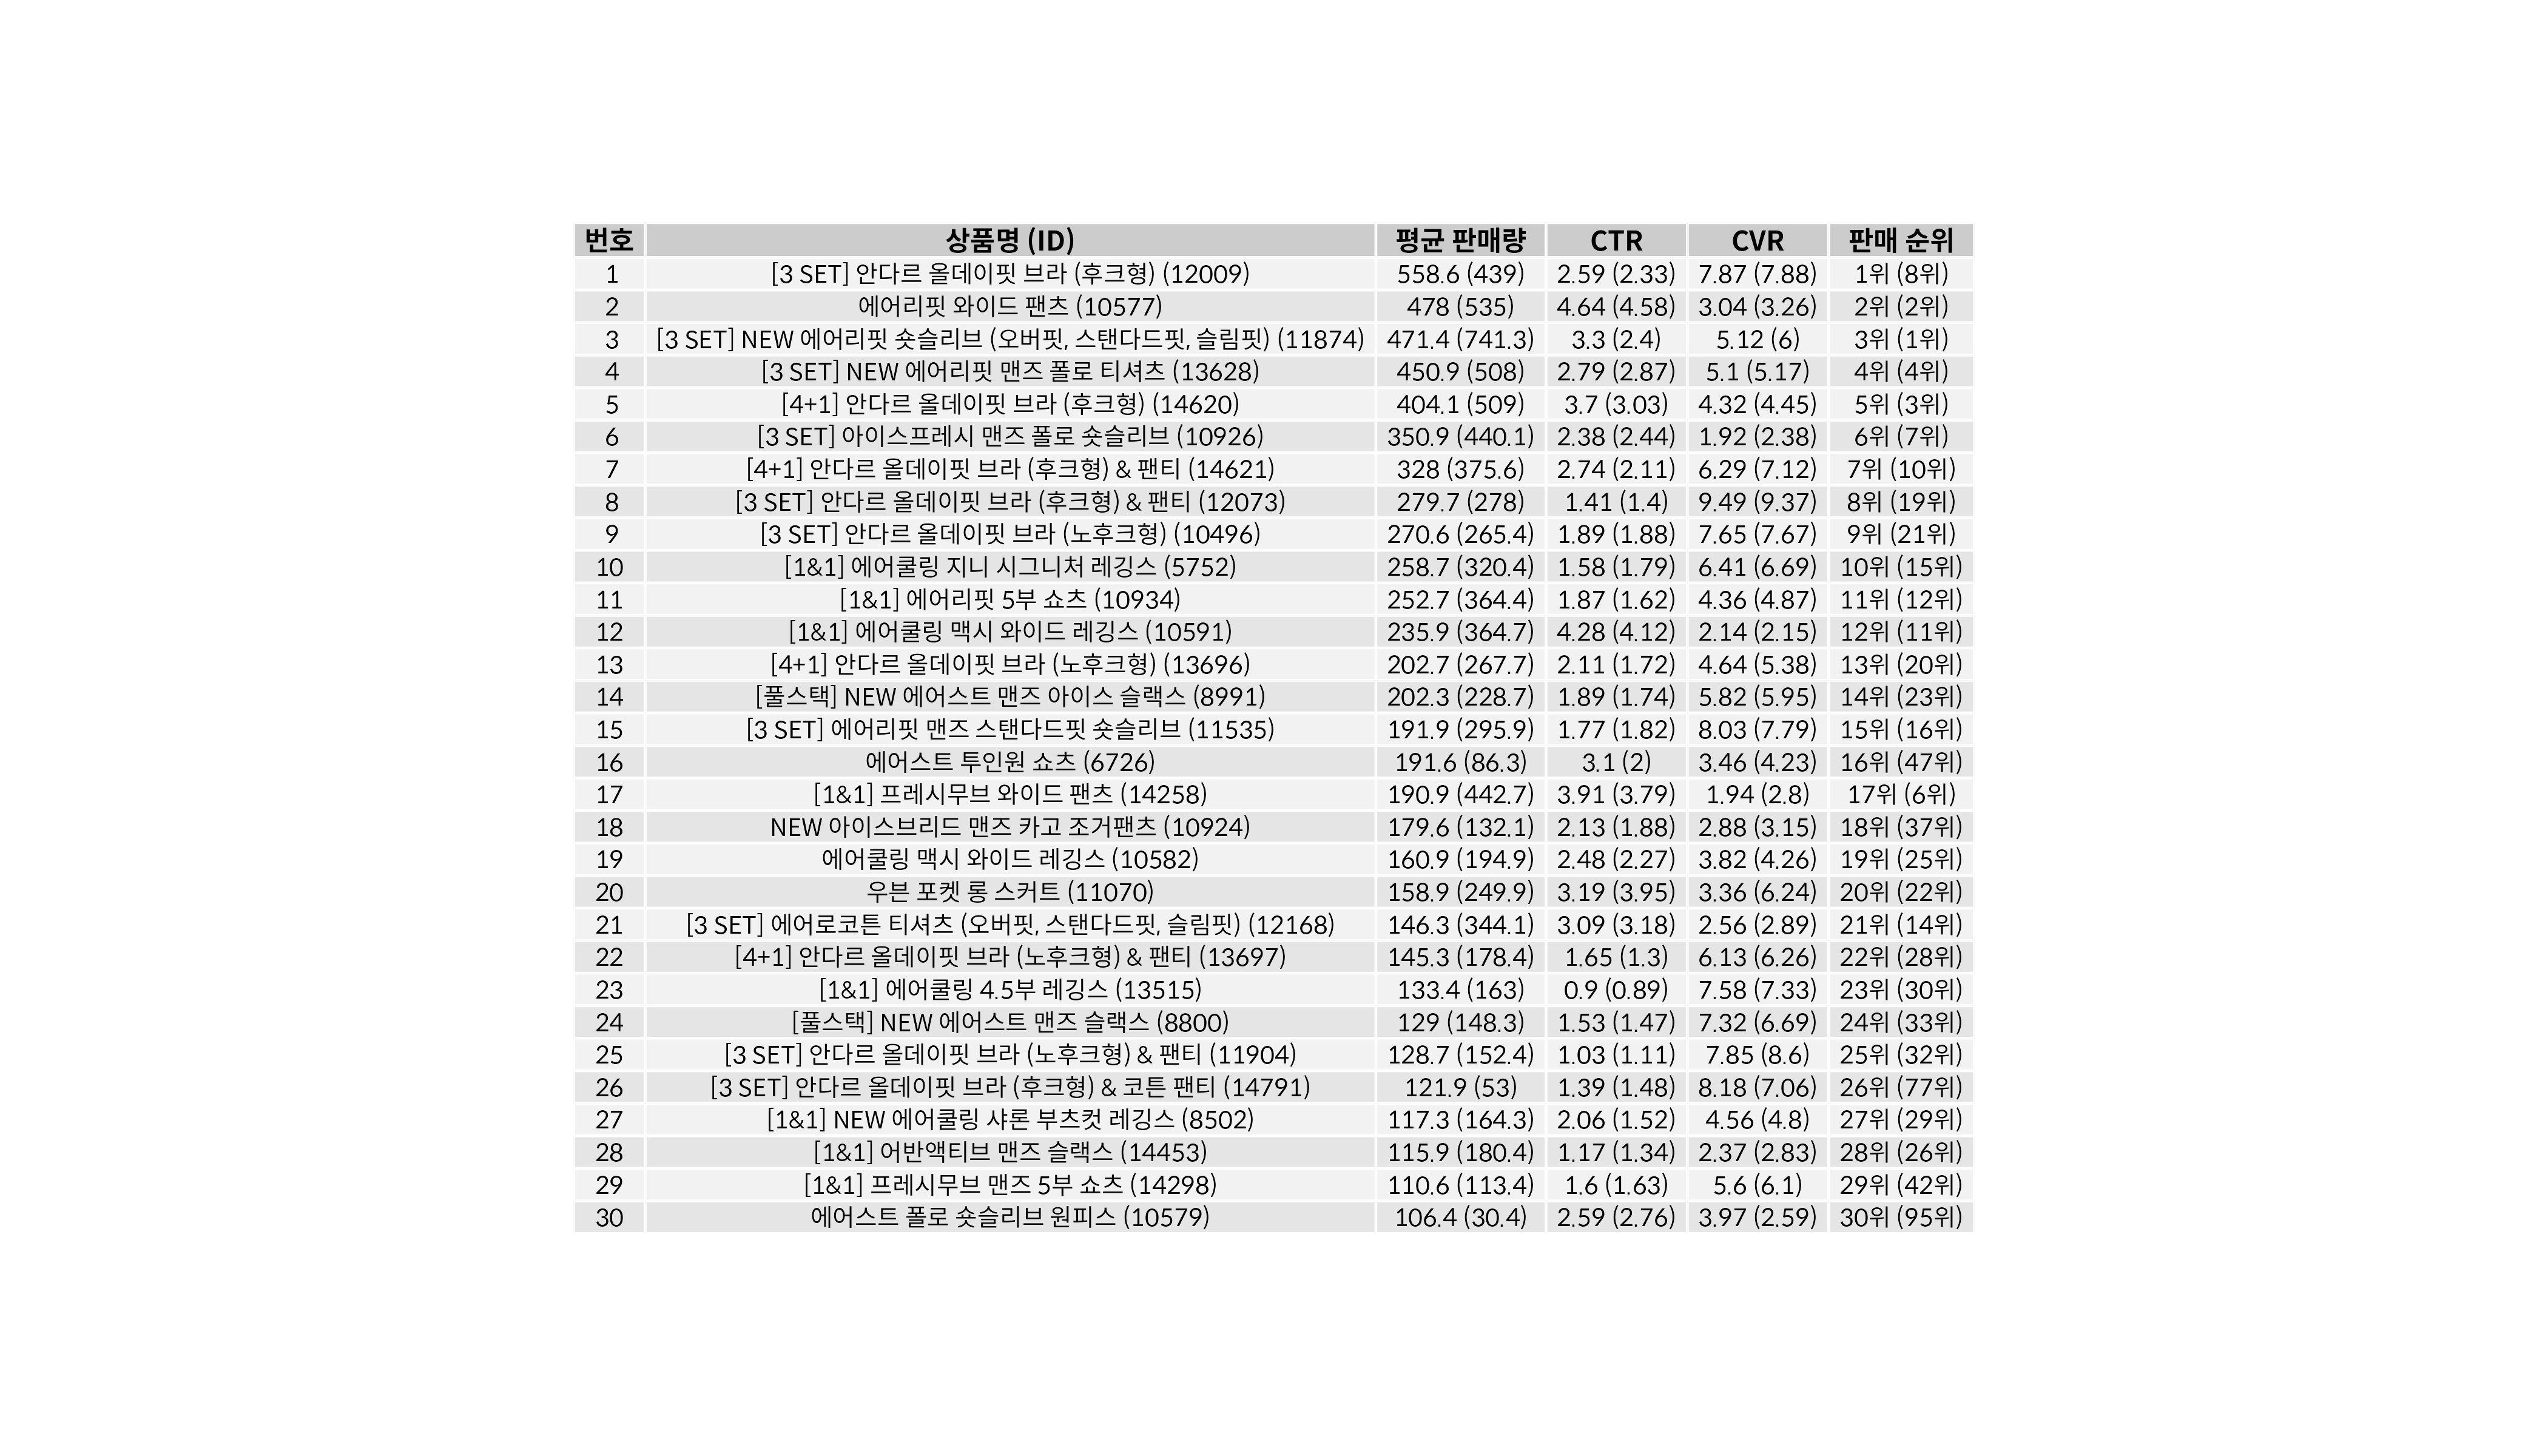 번호 상품명 (ID) 평균 판매량 CTR CVR 판매 순위
1 [3 SET] 안다르 올데이핏 브라 (후크형) (12009) 558.6 (439) 2.59 (2.33) 7.87 (7.88) 1위 (8위)
2 에어리핏 와이드 팬츠 (10577) 478 (535) 4.64 (4.58) 3.04 (3.26) 2위 (2위)
3 [3 SET] NEW 에어리핏 숏슬리브 (오버핏, 스탠다드핏, 슬림핏) (11874) 471.4 (741.3) 3.3 (2.4) 5.12 (6) 3위 (1위)
4 [3 SET] NEW 에어리핏 맨즈 폴로 티셔츠 (13628) 450.9 (508) 2.79 (2.87) 5.1 (5.17) 4위 (4위)
5 [4+1] 안다르 올데이핏 브라 (후크형) (14620) 404.1 (509) 3.7 (3.03) 4.32 (4.45) 5위 (3위)
6 [3 SET] 아이스프레시 맨즈 폴로 숏슬리브 (10926) 350.9 (440.1) 2.38 (2.44) 1.92 (2.38) 6위 (7위)
7 [4+1] 안다르 올데이핏 브라 (후크형) & 팬티 (14621) 328 (375.6) 2.74 (2.11) 6.29 (7.12) 7위 (10위)
8 [3 SET] 안다르 올데이핏 브라 (후크형) & 팬티 (12073) 279.7 (278) 1.41 (1.4) 9.49 (9.37) 8위 (19위)
9 [3 SET] 안다르 올데이핏 브라 (노후크형) (10496) 270.6 (265.4) 1.89 (1.88) 7.65 (7.67) 9위 (21위)
10 [1&1] 에어쿨링 지니 시그니처 레깅스 (5752) 258.7 (320.4) 1.58 (1.79) 6.41 (6.69) 10위 (15위)
11 [1&1] 에어리핏 5부 쇼츠 (10934) 252.7 (364.4) 1.87 (1.62) 4.36 (4.87) 11위 (12위)
12 [1&1] 에어쿨링 맥시 와이드 레깅스 (10591) 235.9 (364.7) 4.28 (4.12) 2.14 (2.15) 12위 (11위)
13 [4+1] 안다르 올데이핏 브라 (노후크형) (13696) 202.7 (267.7) 2.11 (1.72) 4.64 (5.38) 13위 (20위)
14 [풀스택] NEW 에어스트 맨즈 아이스 슬랙스 (8991) 202.3 (228.7) 1.89 (1.74) 5.82 (5.95) 14위 (23위)
15 [3 SET] 에어리핏 맨즈 스탠다드핏 숏슬리브 (11535) 191.9 (295.9) 1.77 (1.82) 8.03 (7.79) 15위 (16위)
16 에어스트 투인원 쇼츠 (6726) 191.6 (86.3) 3.1 (2) 3.46 (4.23) 16위 (47위)
17 [1&1] 프레시무브 와이드 팬츠 (14258) 190.9 (442.7) 3.91 (3.79) 1.94 (2.8) 17위 (6위)
18 NEW 아이스브리드 맨즈 카고 조거팬츠 (10924) 179.6 (132.1) 2.13 (1.88) 2.88 (3.15) 18위 (37위)
19 에어쿨링 맥시 와이드 레깅스 (10582) 160.9 (194.9) 2.48 (2.27) 3.82 (4.26) 19위 (25위)
20 우븐 포켓 롱 스커트 (11070) 158.9 (249.9) 3.19 (3.95) 3.36 (6.24) 20위 (22위)
21 [3 SET] 에어로코튼 티셔츠 (오버핏, 스탠다드핏, 슬림핏) (12168) 146.3 (344.1) 3.09 (3.18) 2.56 (2.89) 21위 (14위)
22 [4+1] 안다르 올데이핏 브라 (노후크형) & 팬티 (13697) 145.3 (178.4) 1.65 (1.3) 6.13 (6.26) 22위 (28위)
23 [1&1] 에어쿨링 4.5부 레깅스 (13515) 133.4 (163) 0.9 (0.89) 7.58 (7.33) 23위 (30위)
24 [풀스택] NEW 에어스트 맨즈 슬랙스 (8800) 129 (148.3) 1.53 (1.47) 7.32 (6.69) 24위 (33위)
25 [3 SET] 안다르 올데이핏 브라 (노후크형) & 팬티 (11904) 128.7 (152.4) 1.03 (1.11) 7.85 (8.6) 25위 (32위)
26 [3 SET] 안다르 올데이핏 브라 (후크형) & 코튼 팬티 (14791) 121.9 (53) 1.39 (1.48) 8.18 (7.06) 26위 (77위)
27 [1&1] NEW 에어쿨링 샤론 부츠컷 레깅스 (8502) 117.3 (164.3) 2.06 (1.52) 4.56 (4.8) 27위 (29위)
28 [1&1] 어반액티브 맨즈 슬랙스 (14453) 115.9 (180.4) 1.17 (1.34) 2.37 (2.83) 28위 (26위)
29 [1&1] 프레시무브 맨즈 5부 쇼츠 (14298) 110.6 (113.4) 1.6 (1.63) 5.6 (6.1) 29위 (42위)
30 에어스트 폴로 숏슬리브 원피스 (10579) 106.4 (30.4) 2.59 (2.76) 3.97 (2.59) 30위 (95위)